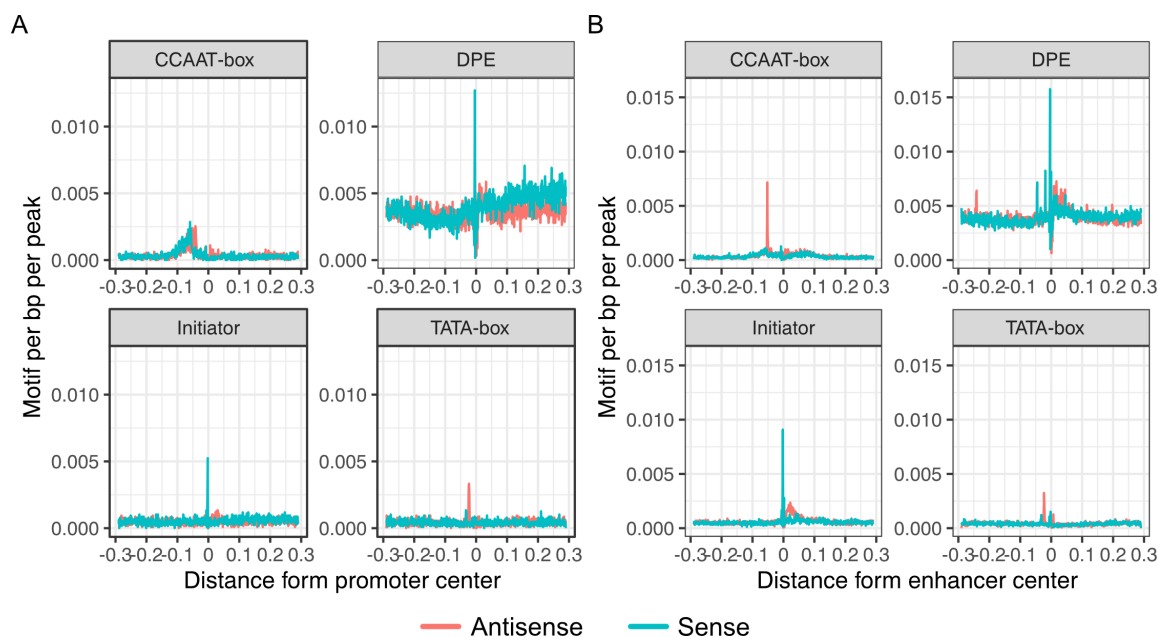 A
B
CCAAT-box
DPE
CCAAT-box
DPE
0.010
0.005
0.000
0.010
0.005
0.000
0.015
0.010
0.005
0.000
0.015
0.010
0.005
0.000
-0.3-0.2-0.1 0 0.1 0.2 0.3
-0.3-0.2-0.1 0 0.1 0.2 0.3
-0.3-0.2-0.1 0 0.1 0.2 0.3
-0.3-0.2-0.1 0 0.1 0.2 0.3
Initiator
TATA-box
Initiator
TATA-box
0.010
0.005
0.000
0.010
0.005
0.000
0.015
0.010
0.005
0.000
0.015
0.010
0.005
0.000
-0.3-0.2-0.1 0 0.1 0.2 0.3
-0.3-0.2-0.1 0 0.1 0.2 0.3
-0.3-0.2-0.1 0 0.1 0.2 0.3
-0.3-0.2-0.1 0 0.1 0.2 0.3
Motif per bp per peak
Motif per bp per peak
Distance form promoter center
Distance form enhancer center
Antisense
Sense